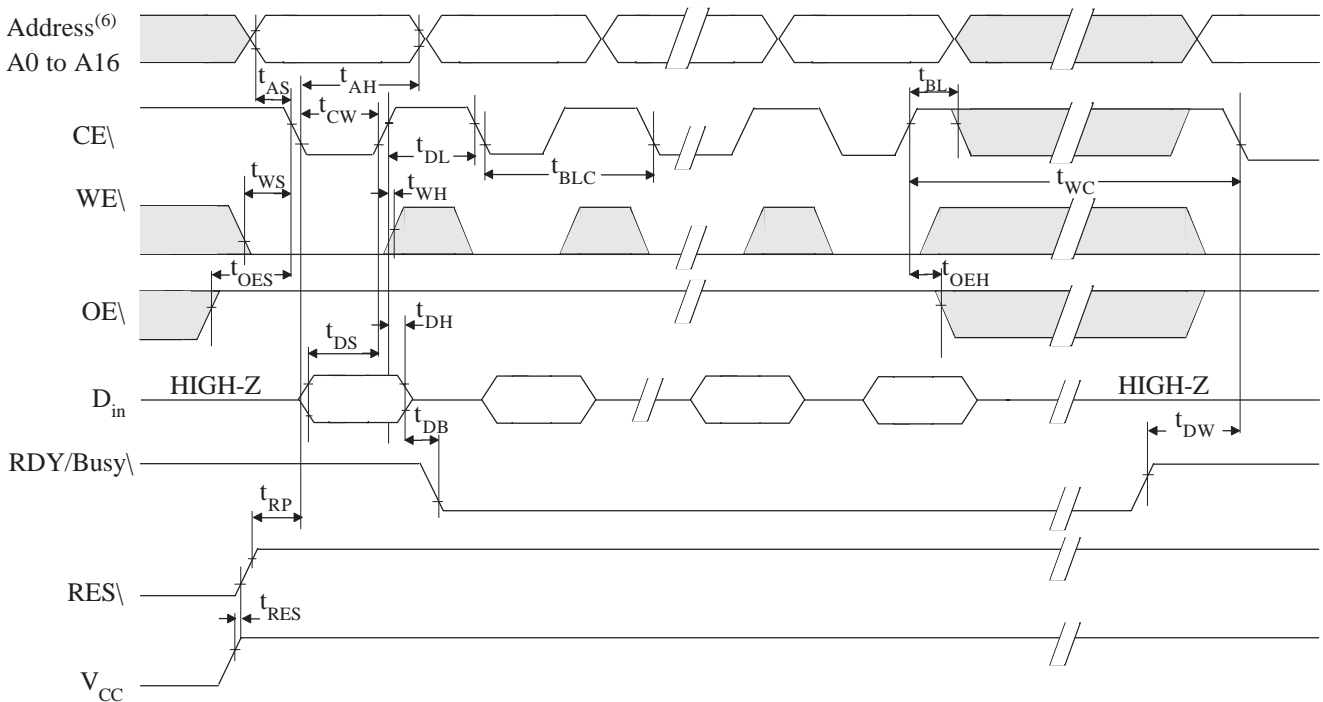 Address(6)
A0 to A16
tAS
tAH
tBL
tCW
CE\
tDL
tBLC
tWC
tWS
tWH
WE\
tOES
tOEH
OE\
tDH
tDS
HIGH-Z
HIGH-Z
Din
tDB
tDW
RDY/Busy\
tRP
RES\
tRES
VCC